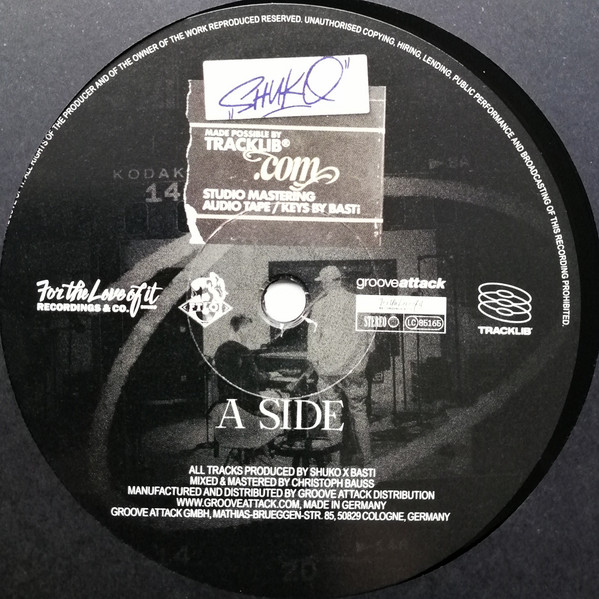 ALL RIGHTS OF THE PRODUCER AND OF THE OWNER OF THE WORK REPRODUCED RESERVED. UNAUTHORISED COPYING, HIRING, LENDING, PUBLIC PERFORMANCE AND BROADCASTING OF THIS RECORDING PROHIBITED.
"SHUKO"
MADE POSSIBLE BY
TRACKLIB®
.com
STUDIO MASTERING
AUDIO TAPE / KEYS BY BASTi
KODAK
14
For the Love of it
RECORDINGS & CO.
PILOT
grooveattack
STEREO
LC 85165
TRACKLIB
A SIDE
ALL TRACKS PRODUCED BY SHUKO X BASTI
MIXED & MASTERED BY CHRISTOPH BAUSS
MANUFACTURED AND DISTRIBUTED BY GROOVE ATTACK DISTRIBUTION
WWW.GROOVEATTACK.COM, MADE IN GERMANY
GROOVE ATTACK GMBH, MATHIAS-BRUEGGEN-STR. 85, 50829 COLOGNE, GERMANY
14
20